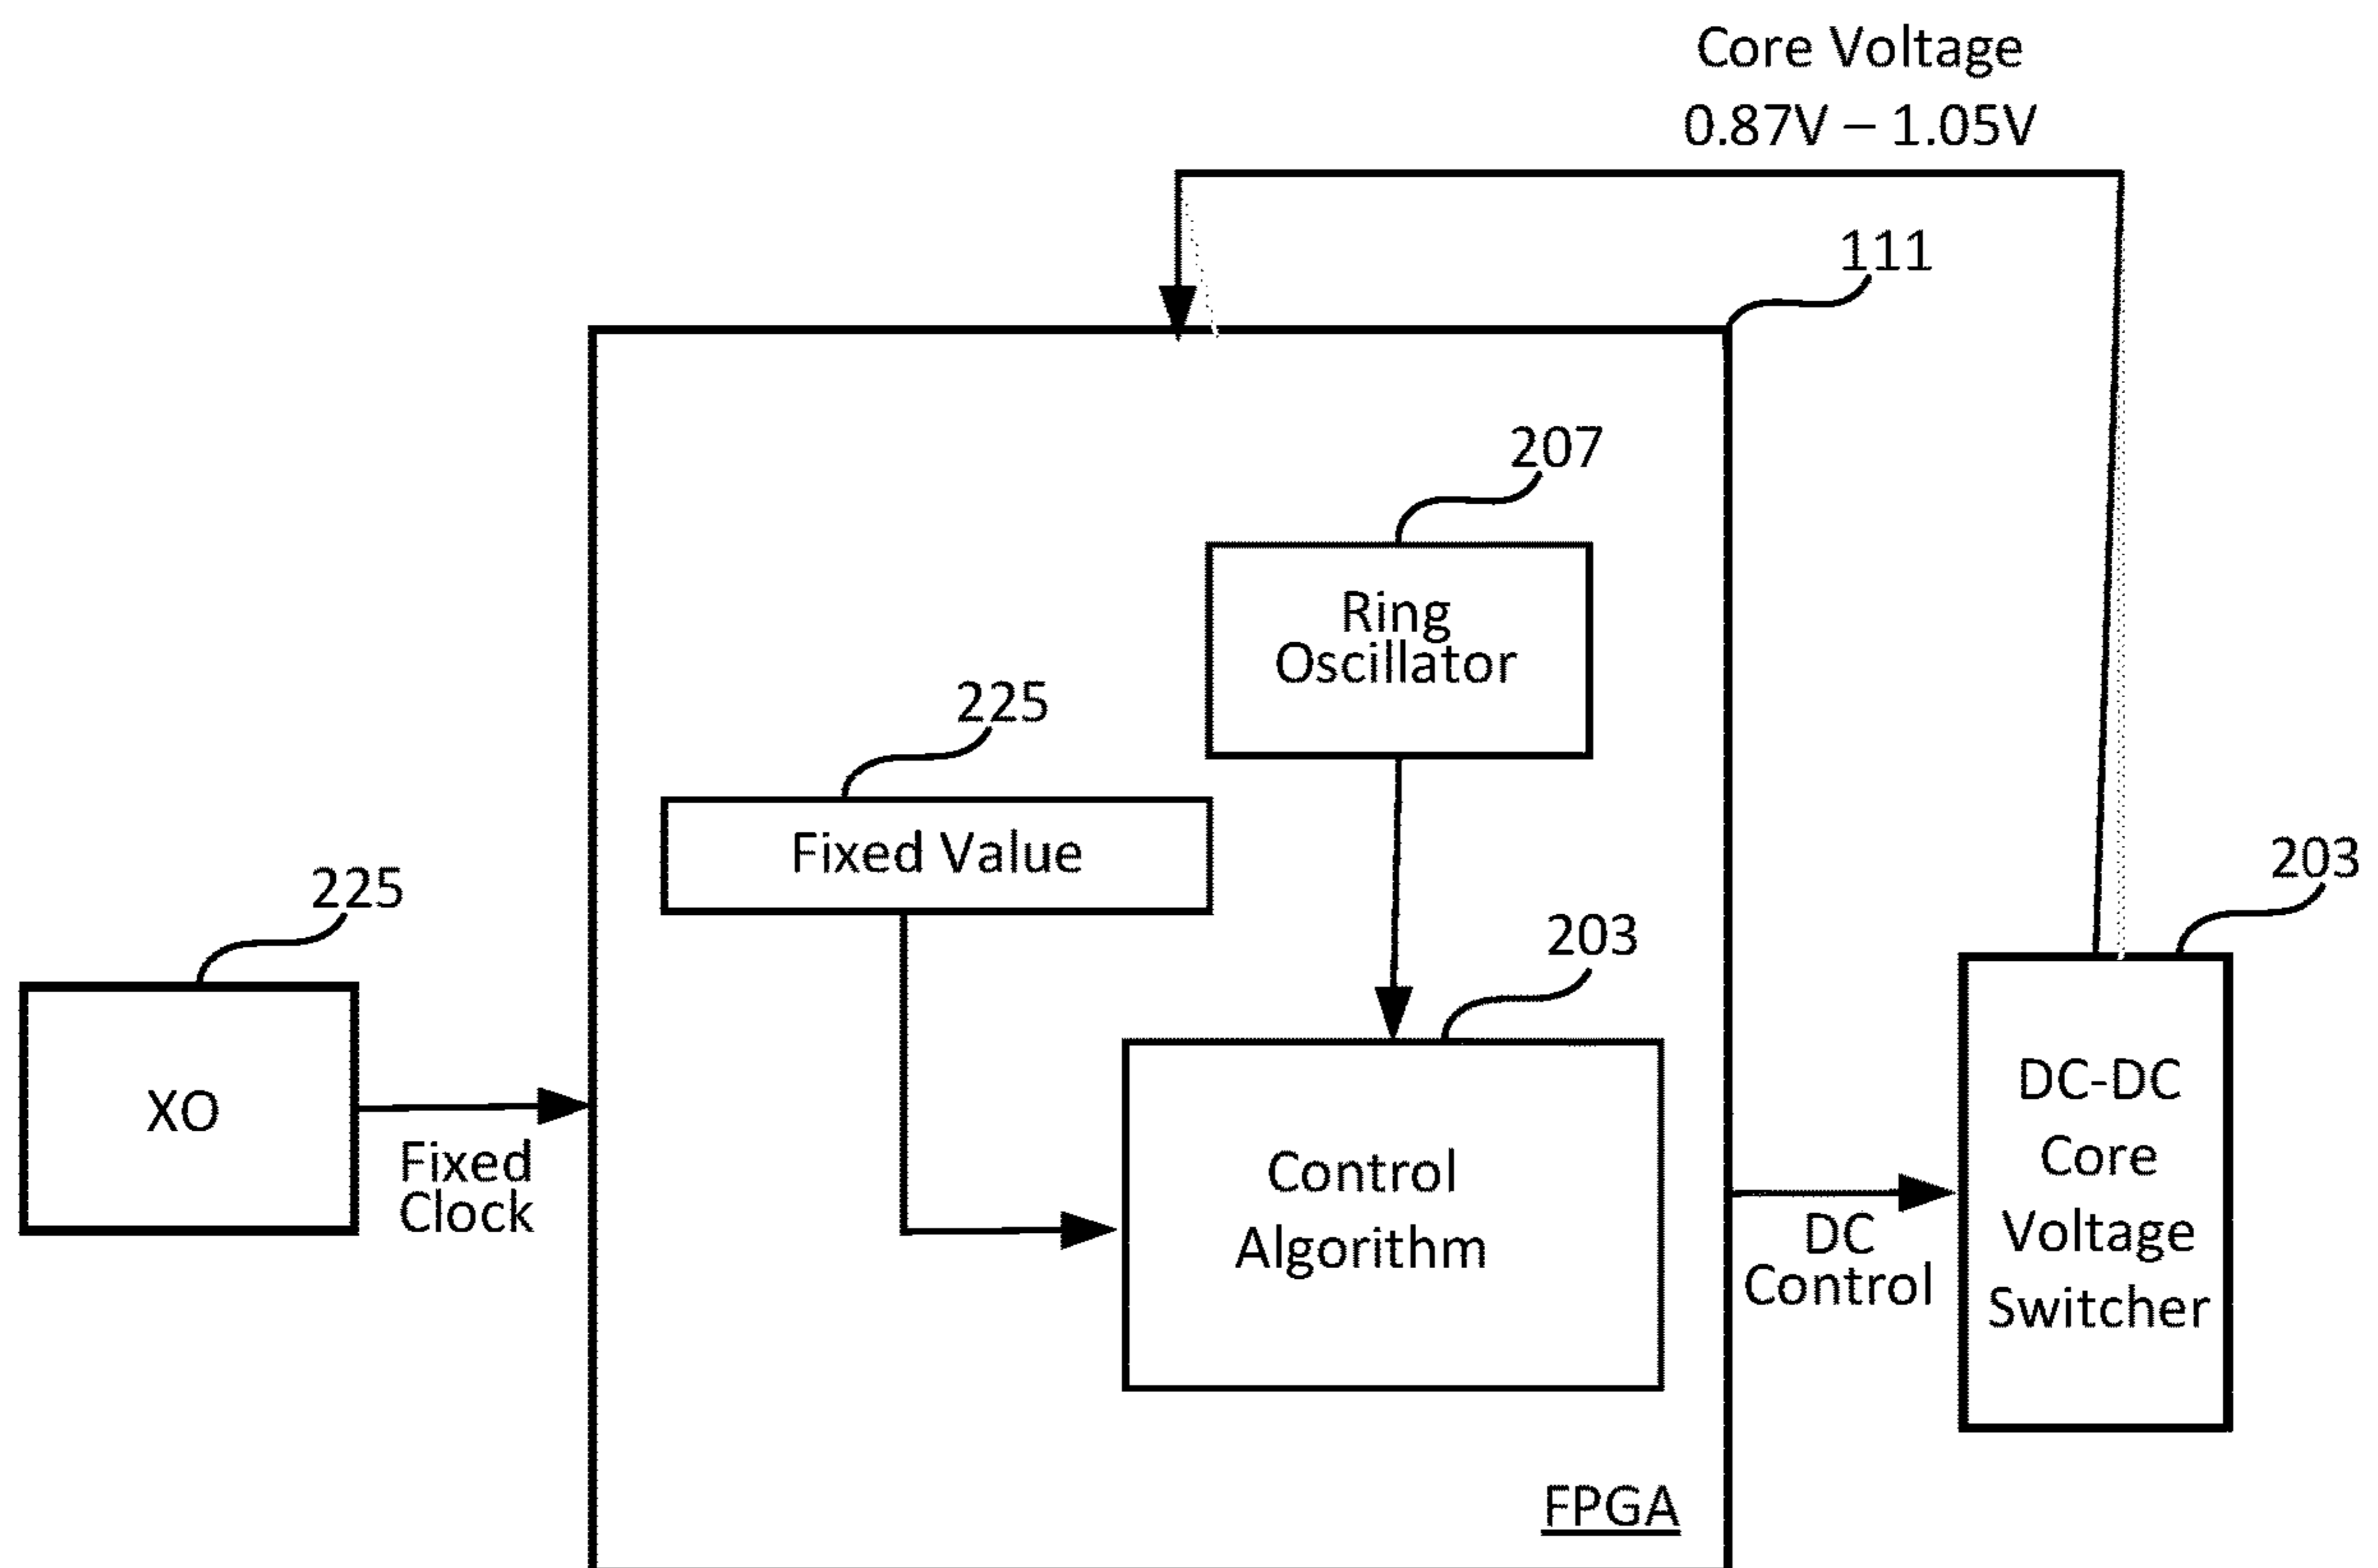 Core Voltage
0.87V – 1.05V
111
207
Ring
Oscillator
225
Fixed Value
225
XO
Fixed
Clock
203
Control
Algorithm
DC
Control
203
DC-DC
Core
Voltage
Switcher
FPGA